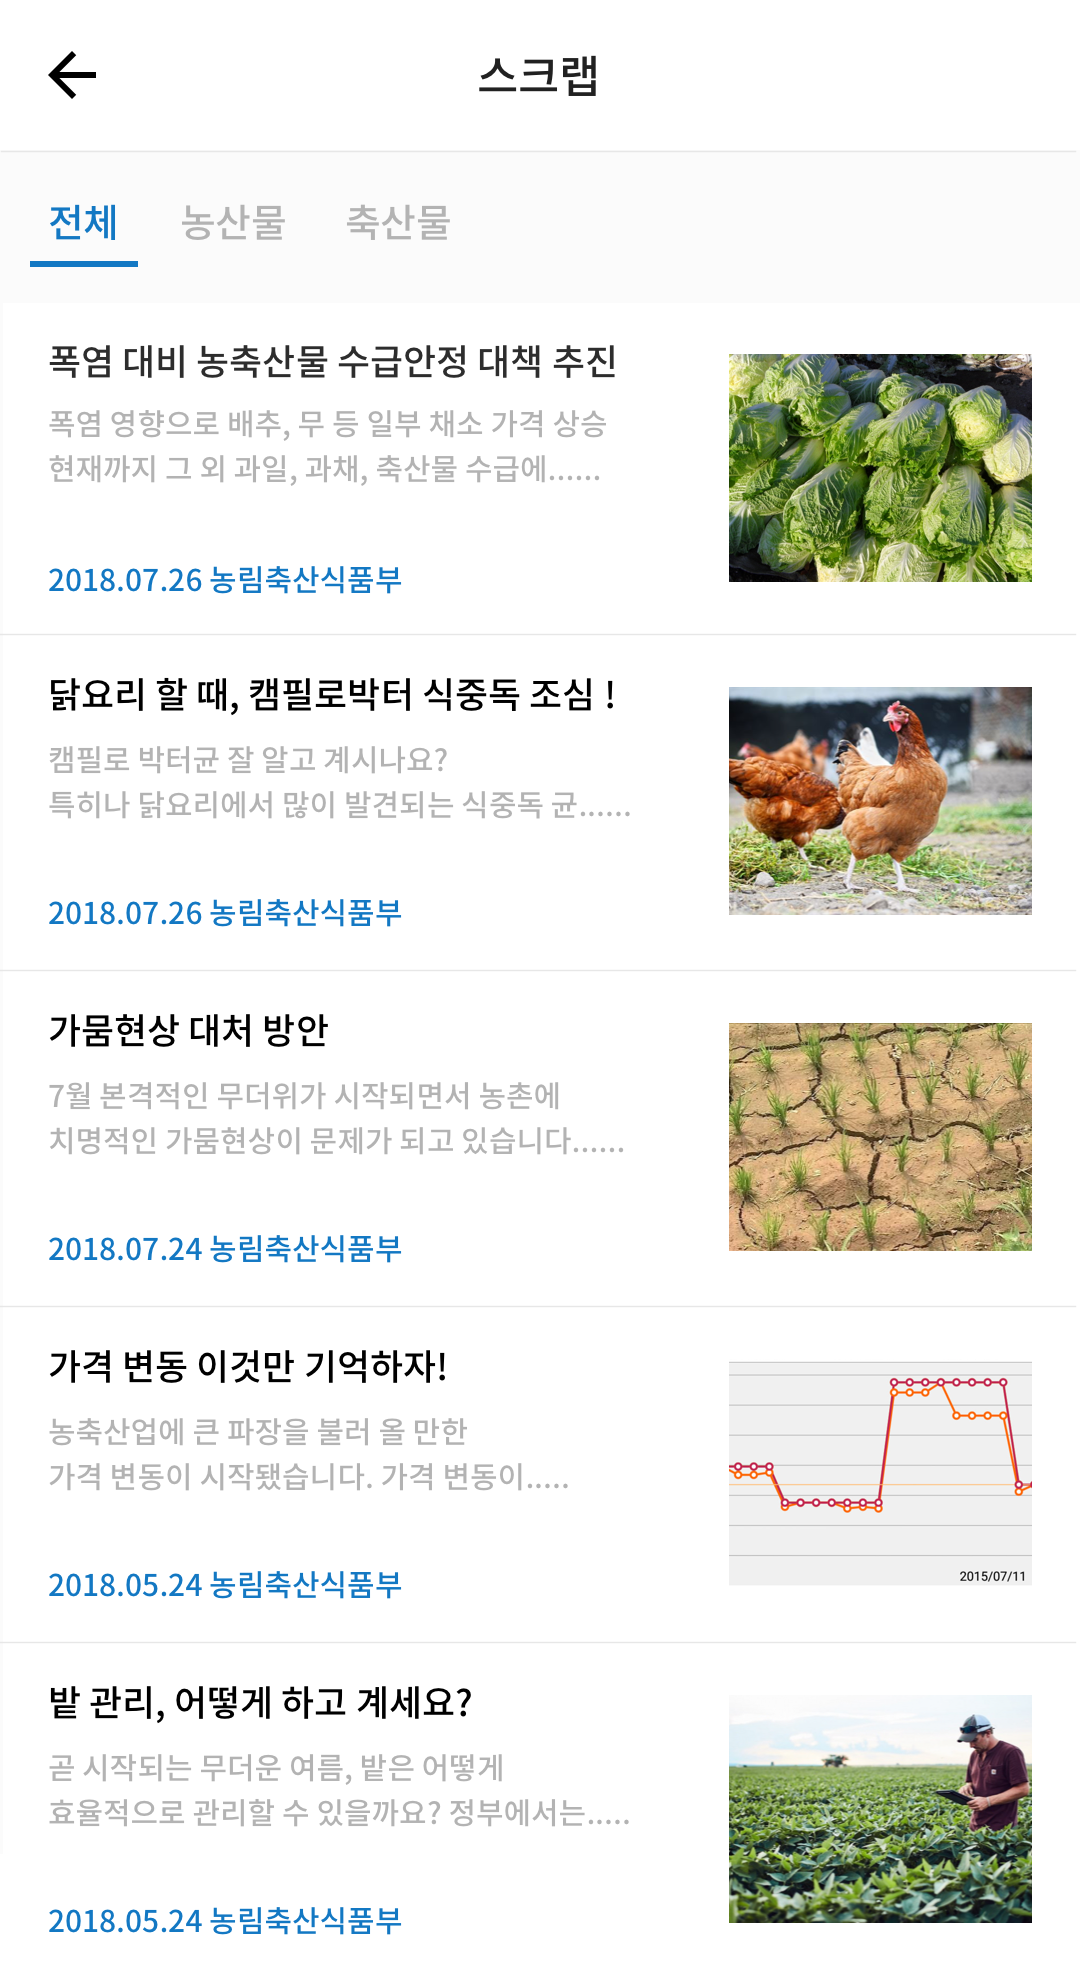 스크랩
전체 농산물 축산물
폭염 대비 농축산물 수급안정 대책 추진
폭염 영향으로 배추, 무 등 일부 채소 가격 상승
현재까지 그 외 과일, 과채, 축산물 수급에......
2018.07.26 농림축산식품부
닭요리 할 때, 캠필로박터 식중독 조심 !
캠필로 박터균 잘 알고 계시나요?
특히나 닭요리에서 많이 발견되는 식중독 균......
2018.07.26 농림축산식품부
가뭄현상 대처 방안
7월 본격적인 무더위가 시작되면서 농촌에
치명적인 가뭄현상이 문제가 되고 있습니다......
2018.07.24 농림축산식품부
가격 변동 이것만 기억하자!
농축산업에 큰 파장을 불러 올 만한
가격 변동이 시작됐습니다. 가격 변동이.....
2015/07/11
2018.05.24 농림축산식품부
밭 관리, 어떻게 하고 계세요?
곧 시작되는 무더운 여름, 밭은 어떻게
효율적으로 관리할 수 있을까요? 정부에서는.....
2018.05.24 농림축산식품부